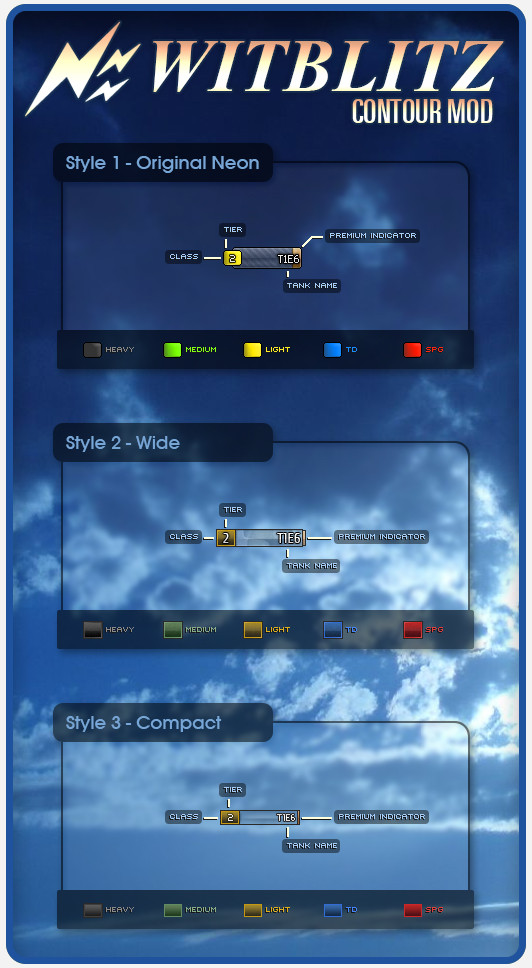 WITBLITZ
CONTOUR MOD
Style 1 - Original Neon
TIER
PREMIUM INDICATOR
CLASS
2
T1E6
TANK NAME
HEAVY
MEDIUM
LIGHT
TD
SPG
Style 2 - Wide
TIER
CLASS
2
T1E6
PREMIUM INDICATOR
TANK NAME
HEAVY
MEDIUM
LIGHT
TD
SPG
Style 3 - Compact
TIER
CLASS
2
T1E6
PREMIUM INDICATOR
TANK NAME
HEAVY
MEDIUM
LIGHT
TD
SPG